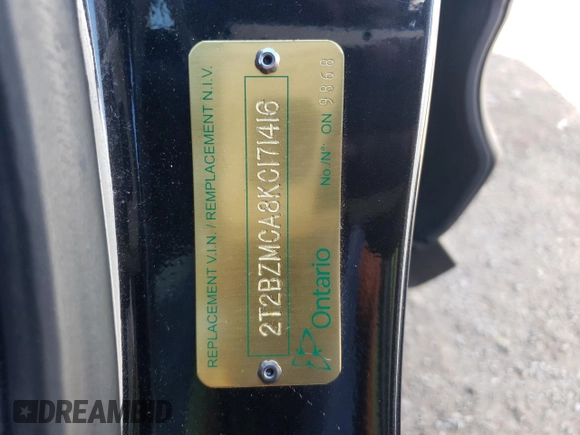 REPLACEMENT V.I.N. / REMPLACEMENT N.I.V.
2T2BZMCA8KC171416
Ontario
No./N° ON 9868
DREAMBID